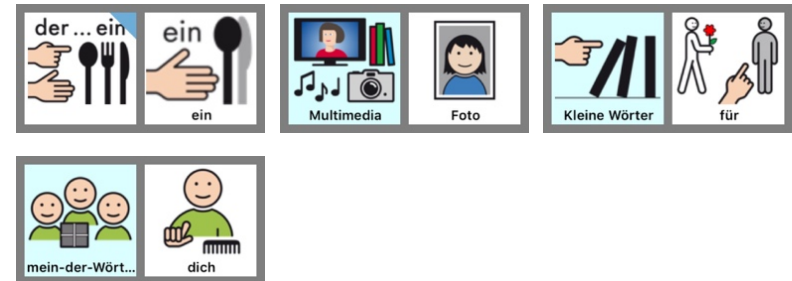 der ... ein
ein
ein
Multimedia
Foto
Kleine Wörter
für
mein-der-Wört...
dich